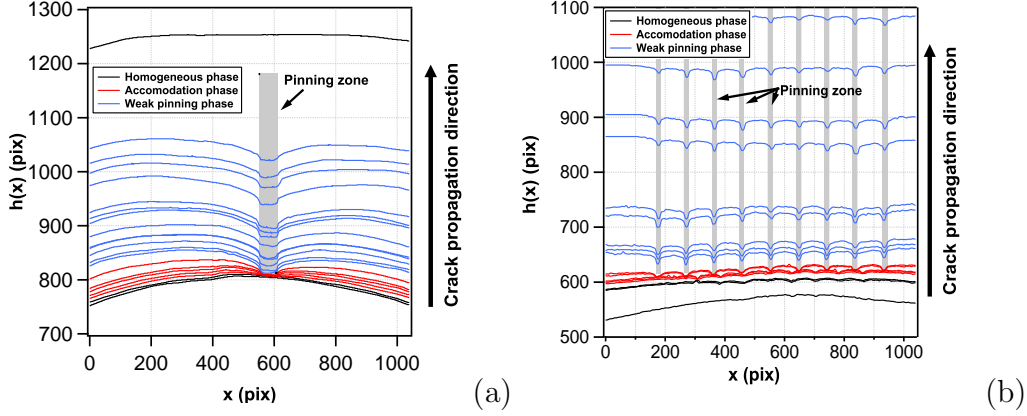 1300
1200
1100
1000
900
800
700
h(x) (pix)
Homogeneous phase
Accomodation phase
Weak pinning phase
Pinning zone
Crack propagation direction
0
200
400
600
800
1000
x (pix)
(a)
1100
1000
900
800
700
600
500
h(x) (pix)
Homogeneous phase
Accomodation phase
Weak pinning phase
Pinning zone
Crack propagation direction
0
200
400
600
800
1000
x (pix)
(b)